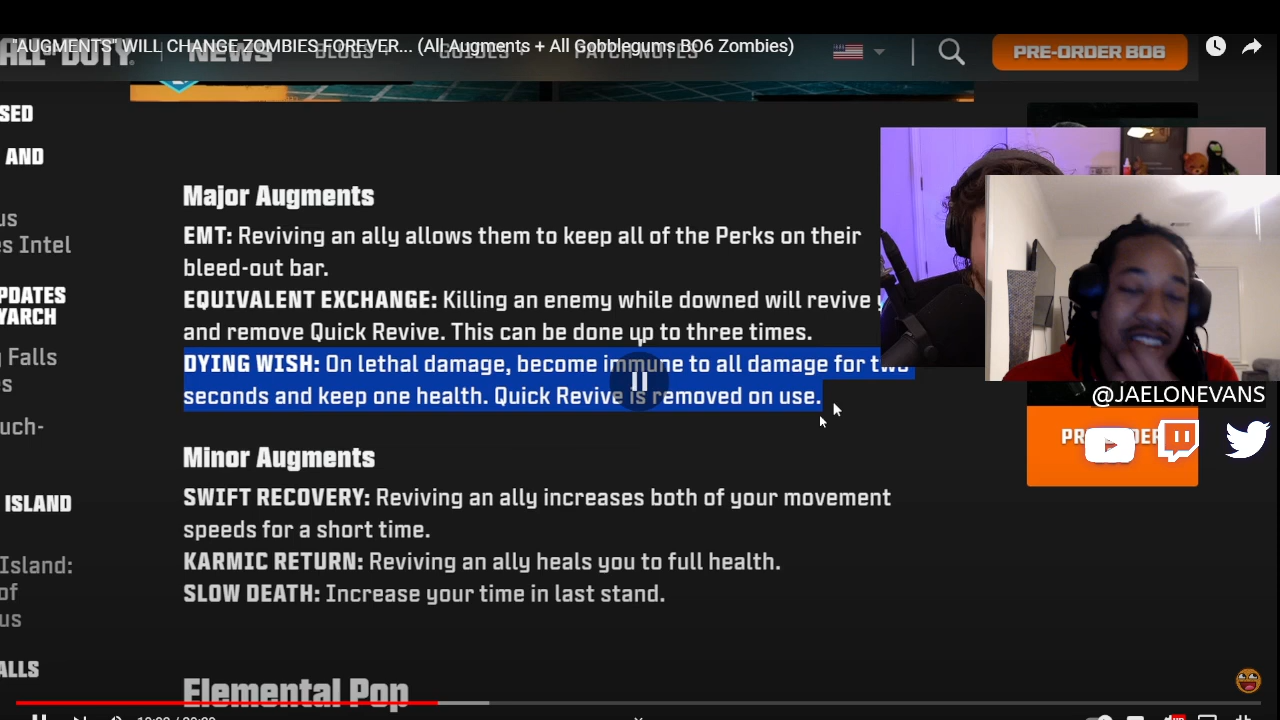 "AUGMENTS" WILL CHANGE ZOMBIES FOREVER... (All Augments + All Gobblegums BO6 Zombies)
NEWS BLOGS GUIDES PATCH NOTES
PRE-ORDER BO6
SED
AND
us
es Intel
PDATES
YARCH
g Falls
es
uch-
ISLAND
Island:
of
us
ALLS
Major Augments
EMT: Reviving an ally allows them to keep all of the Perks on their
bleed-out bar.
EQUIVALENT EXCHANGE: Killing an enemy while downed will revive y
and remove Quick Revive. This can be done up to three times.
DYING WISH: On lethal damage, become immune to all damage for two
seconds and keep one health. Quick Revive is removed on use.
Minor Augments
SWIFT RECOVERY: Reviving an ally increases both of your movement
speeds for a short time.
KARMIC RETURN: Reviving an ally heals you to full health.
SLOW DEATH: Increase your time in last stand.
Elemental Pop
@JAELONEVANS